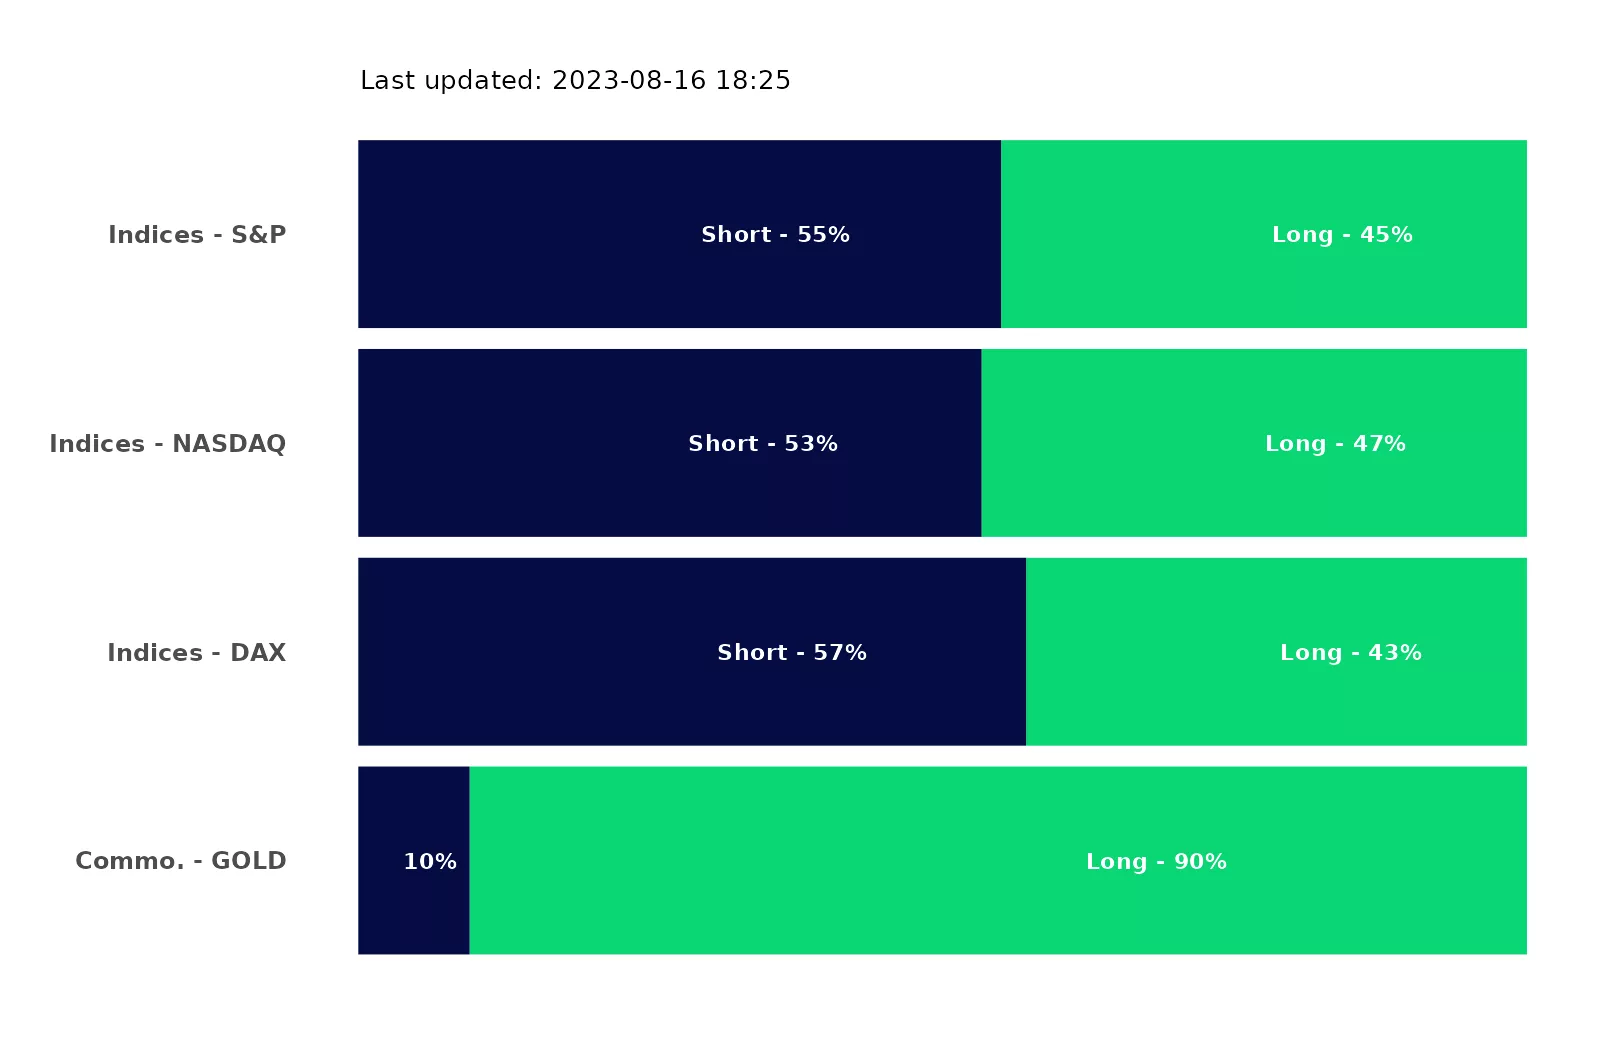 Last updated: 2023-08-16 18:25
Indices - S&P
Short - 55%
Long - 45%
Indices - NASDAQ
Short - 53%
Long - 47%
Indices - DAX
Short - 57%
Long - 43%
Commo. - GOLD
10%
Long - 90%